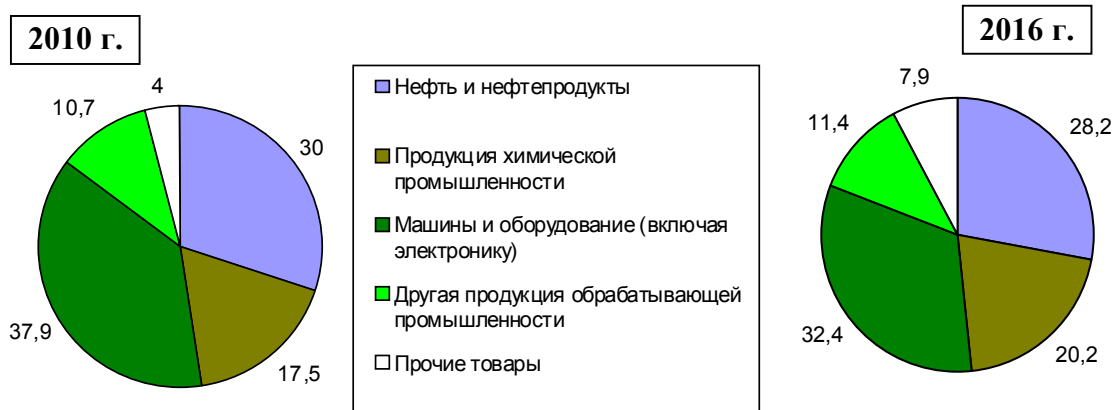 2010 г.
4
10,7
30
37,9
17,5
Нефть и нефтепродукты
Продукция химической
промышленности
Машины и оборудование (включая
электронику)
Другая продукция обрабатывающей
промышленности
Прочие товары
2016 г.
7,9
11,4
28,2
32,4
20,2